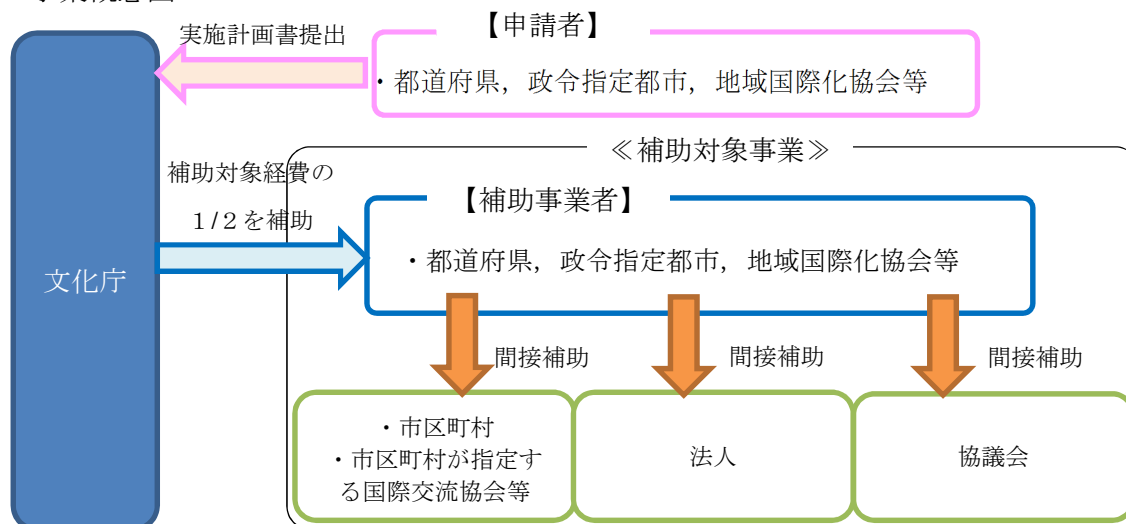 実施計画書提出
【申請者】
・都道府県，政令指定都市，地域国際化協会等
≪補助対象事業≫
補助対象経費の
1/2を補助
【補助事業者】
・都道府県，政令指定都市，地域国際化協会等
文化庁
間接補助
間接補助
間接補助
・市区町村
・市区町村が指定す
る国際交流協会等
法人
協議会